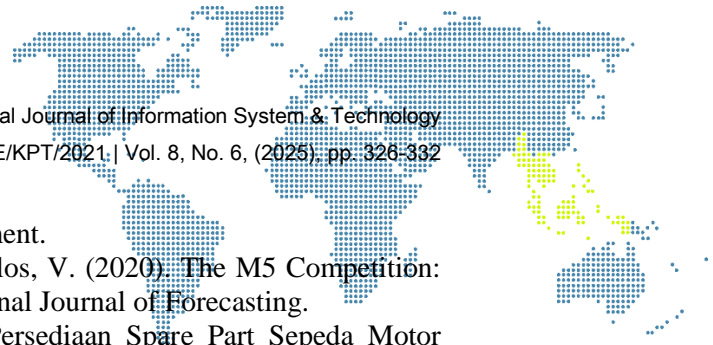 al Journal of Information System & Technology
E/KPT/2021 | Vol. 8, No. 6, (2025), pp. 326-332
nent.
los, V. (2020). The M5 Competition:
nal Journal of Forecasting.
Persediaan Spare Part Sepeda Motor